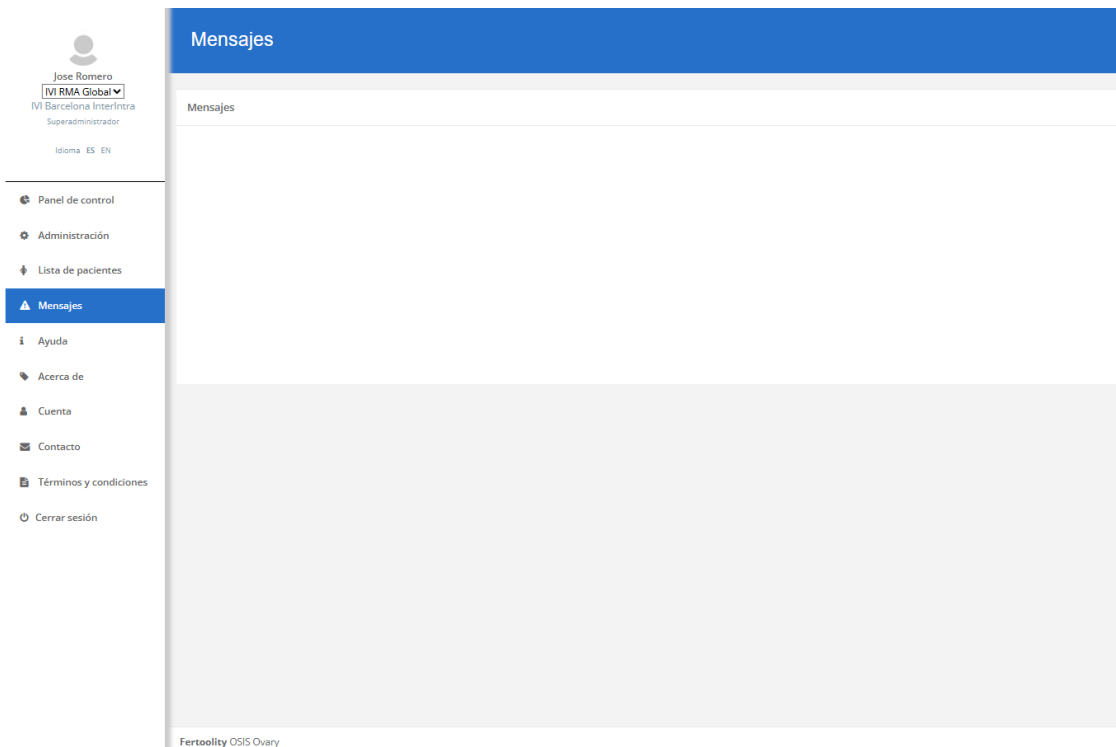 Jose Romero
IVI RMA Global
IVI Barcelona InterIntra
Superadministrador
Idioma ES EN
Panel de control
Administración
Lista de pacientes
Mensajes
Ayuda
Acerca de
Cuenta
Contacto
Términos y condiciones
Cerrar sesión
Mensajes
Mensajes
Fertoolity OSIS Ovary